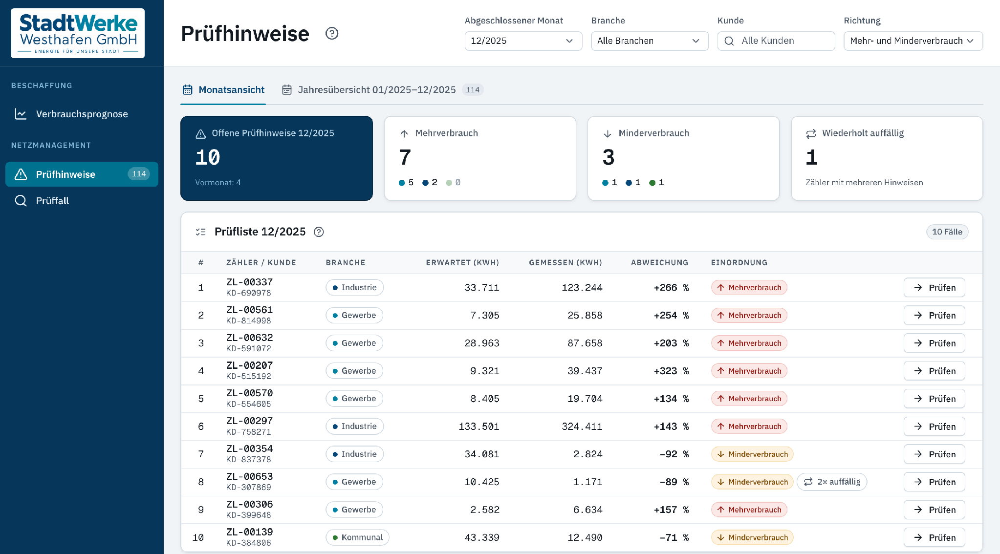 StadtWerke
Westhafen GmbH
ENERGIE FÜR UNSERE STADT
BESCHAFFUNG
Verbrauchsprognose
NETZMANAGEMENT
Prüfhinweise 114
Prüffall
Prüfhinweise
Abgeschlossener Monat Branche Kunde Richtung
12/2025 Alle Branchen Alle Kunden Mehr- und Minderverbrauch
Monatsansicht Jahresübersicht 01/2025–12/2025 114
Offene Prüfhinweise 12/2025
10
Vormonat: 4
Mehrverbrauch
7
5 2 0
Minderverbrauch
3
1 1 1
Wiederholt auffällig
1
Zähler mit mehreren Hinweisen
Prüfliste 12/2025 10 Fälle
# ZÄHLER / KUNDE BRANCHE ERWARTET (KWH) GEMESSEN (KWH) ABWEICHUNG EINORDNUNG
1 ZL-00337 Industrie 33.711 123.244 +266 % Mehrverbrauch Prüfen
KD-690978
2 ZL-00561 Gewerbe 7.305 25.858 +254 % Mehrverbrauch Prüfen
KD-814998
3 ZL-00632 Gewerbe 28.963 87.658 +203 % Mehrverbrauch Prüfen
KD-591072
4 ZL-00207 Gewerbe 9.321 39.437 +323 % Mehrverbrauch Prüfen
KD-515192
5 ZL-00570 Gewerbe 8.405 19.704 +134 % Mehrverbrauch Prüfen
KD-554605
6 ZL-00297 Industrie 133.501 324.411 +143 % Mehrverbrauch Prüfen
KD-758271
7 ZL-00354 Industrie 34.081 2.824 −92 % Minderverbrauch Prüfen
KD-837378
8 ZL-00653 Gewerbe 10.425 1.171 −89 % Minderverbrauch 2× auffällig Prüfen
KD-307869
9 ZL-00306 Gewerbe 2.582 6.634 +157 % Mehrverbrauch Prüfen
KD-399648
10 ZL-00139 Kommunal 43.339 12.490 −71 % Minderverbrauch Prüfen
KD-384806